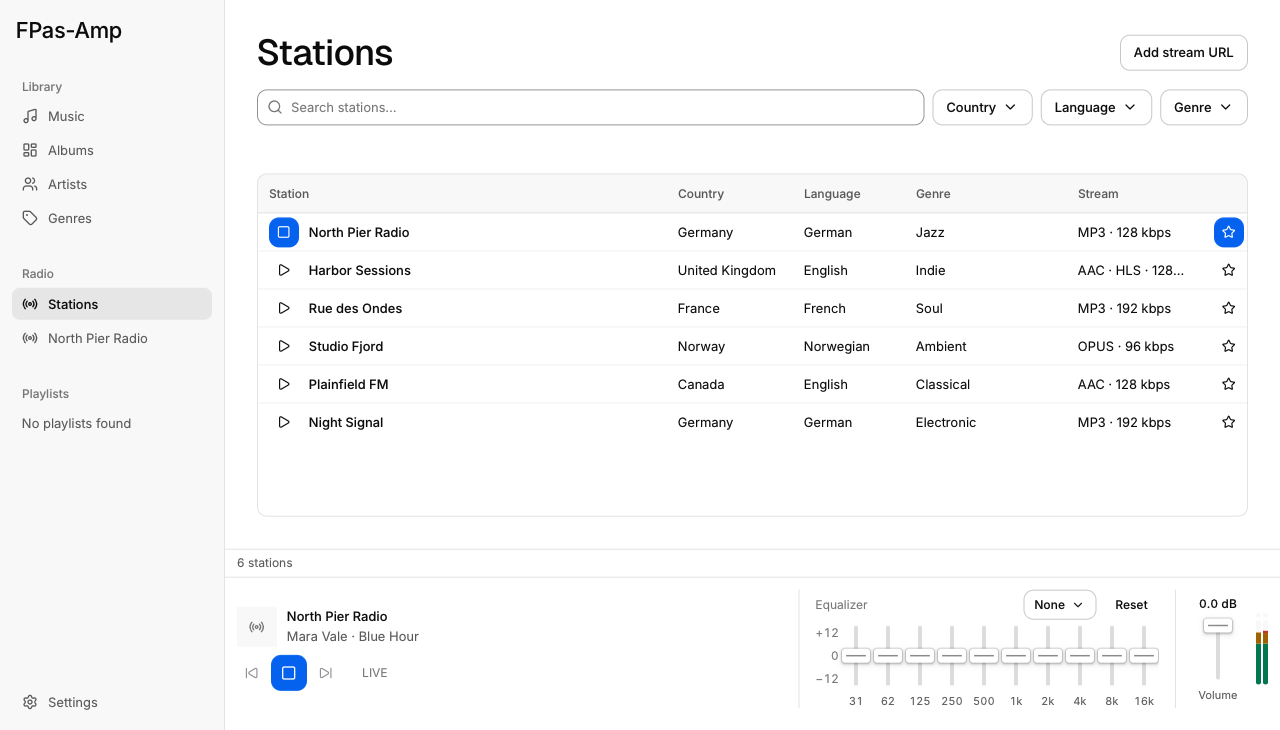 FPas-Amp
Library
Music
Albums
Artists
Genres
Radio
Stations
North Pier Radio
Playlists
No playlists found
Settings
Stations
Add stream URL
Search stations...
Country
Language
Genre
Station Country Language Genre Stream
North Pier Radio Germany German Jazz MP3 · 128 kbps
Harbor Sessions United Kingdom English Indie AAC · HLS · 128...
Rue des Ondes France French Soul MP3 · 192 kbps
Studio Fjord Norway Norwegian Ambient OPUS · 96 kbps
Plainfield FM Canada English Classical AAC · 128 kbps
Night Signal Germany German Electronic MP3 · 192 kbps
6 stations
North Pier Radio
Mara Vale · Blue Hour
LIVE
Equalizer None Reset
+12
0
−12
31 62 125 250 500 1k 2k 4k 8k 16k
0.0 dB
Volume